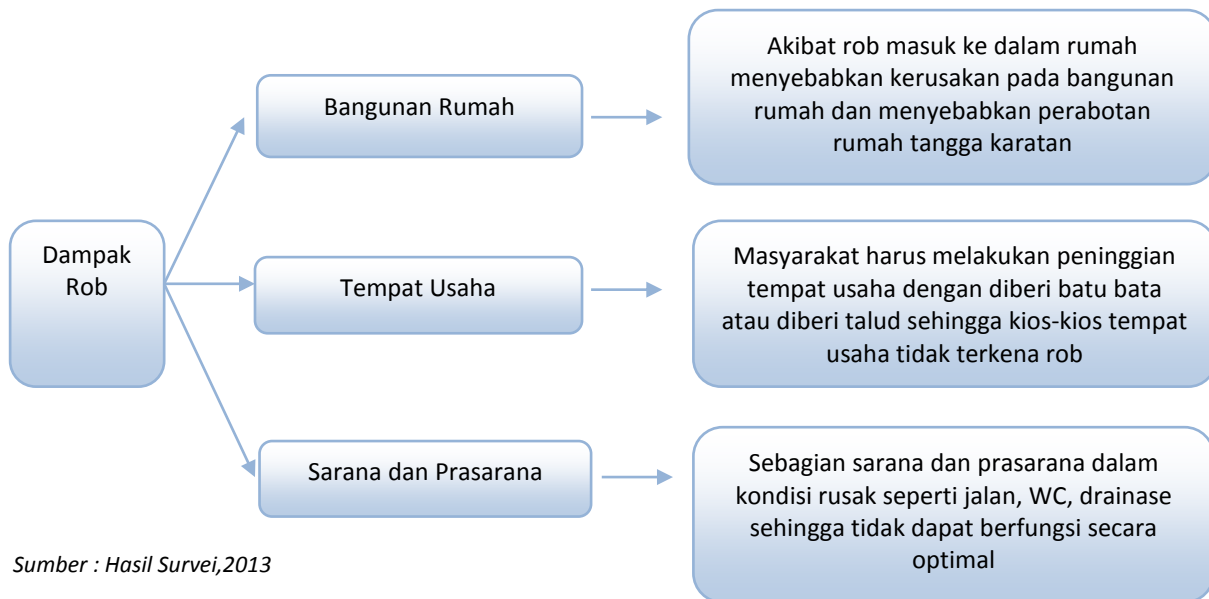 Dampak
Rob
Bangunan Rumah
Akibat rob masuk ke dalam rumah
menyebabkan kerusakan pada bangunan
rumah dan menyebabkan perabotan
rumah tangga karatan
Tempat Usaha
Masyarakat harus melakukan peninggian
tempat usaha dengan diberi batu bata
atau diberi talud sehingga kios-kios tempat
usaha tidak terkena rob
Sarana dan Prasarana
Sebagian sarana dan prasarana dalam
kondisi rusak seperti jalan, WC, drainase
sehingga tidak dapat berfungsi secara
optimal
Sumber : Hasil Survei,2013